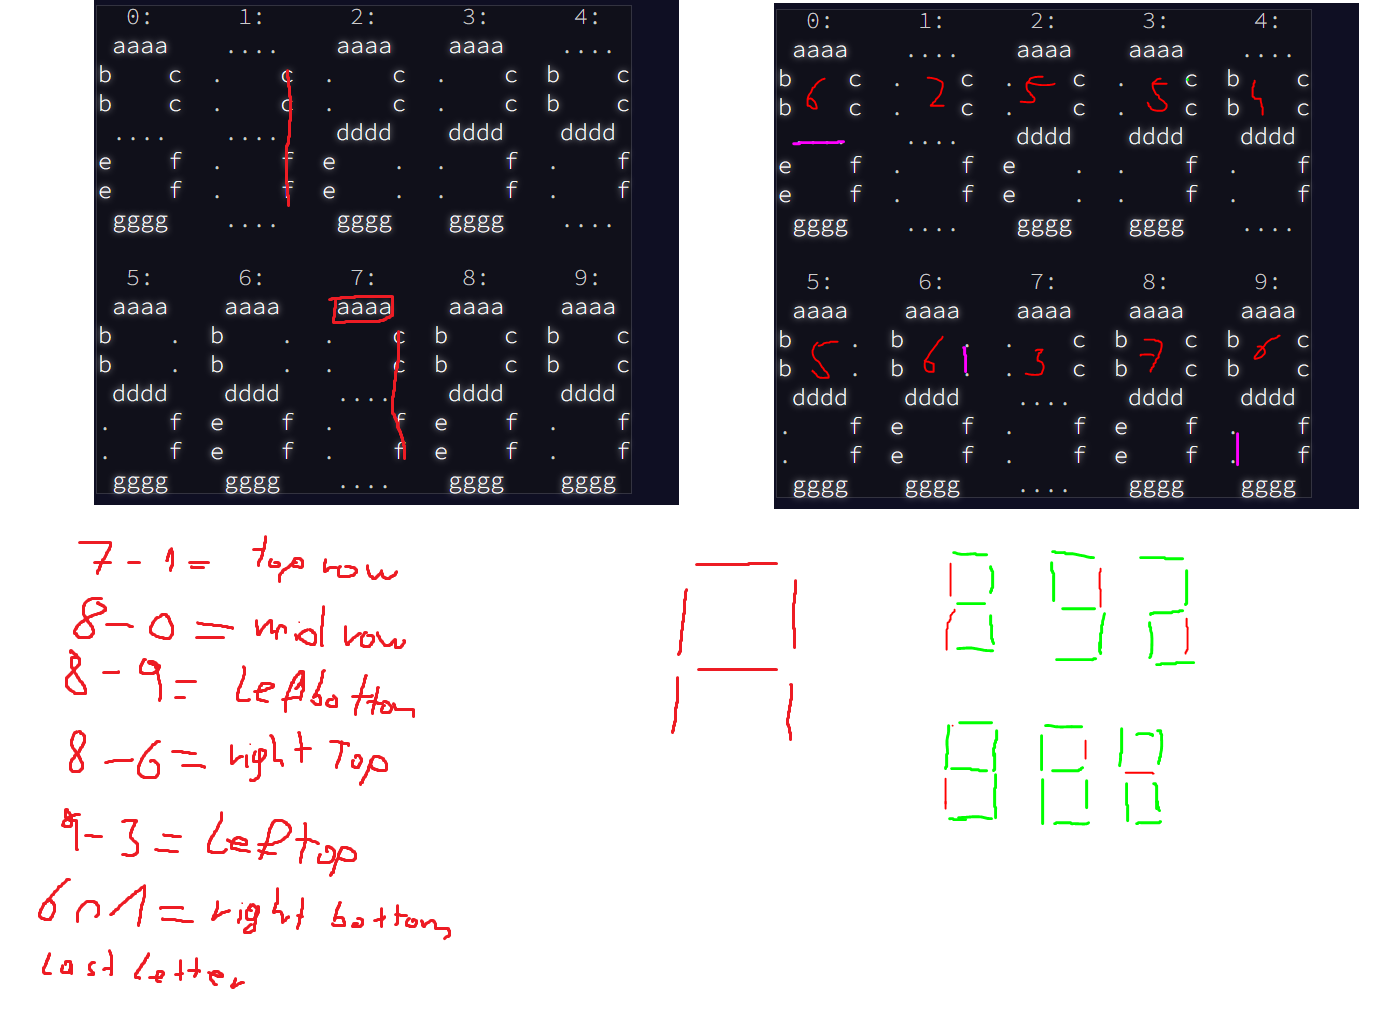 0: 1: 2: 3: 4:
aaaa .... aaaa aaaa ....
b c . c . c . c b c
b c . c . c . c b c
.... .... dddd dddd dddd
e f . f e . . f . f
e f . f e . . f . f
gggg .... gggg gggg ....
5: 6: 7: 8: 9:
aaaa aaaa aaaa aaaa aaaa
b . b . . c b c b c
b . b . . c b c b c
dddd dddd .... dddd dddd
. f e f . f e f . f
. f e f . f e f . f
gggg gggg .... gggg gggg
0: 1: 2: 3: 4:
aaaa .... aaaa aaaa ....
b c . c . c . c b c
b 6 c . 2 c . 5 c . 5 c b 4 c
.... dddd dddd dddd
e f . f e . . f . f
e f . f e . . f . f
gggg .... gggg gggg ....
5: 6: 7: 8: 9:
aaaa aaaa aaaa aaaa aaaa
b . b . . c b c b c
b 5 . b 6 . . 3 c b 7 c b 6 c
dddd dddd .... dddd dddd
. f e f . f e f . f
. f e f . f e f . f
gggg gggg .... gggg gggg
7 - 1 = top row
8 - 0 = mid row
8 - 9 = Left bottom
8 - 6 = right Top
9 - 3 = Left top
6 ∩ 1 = right bottom
Last Letter